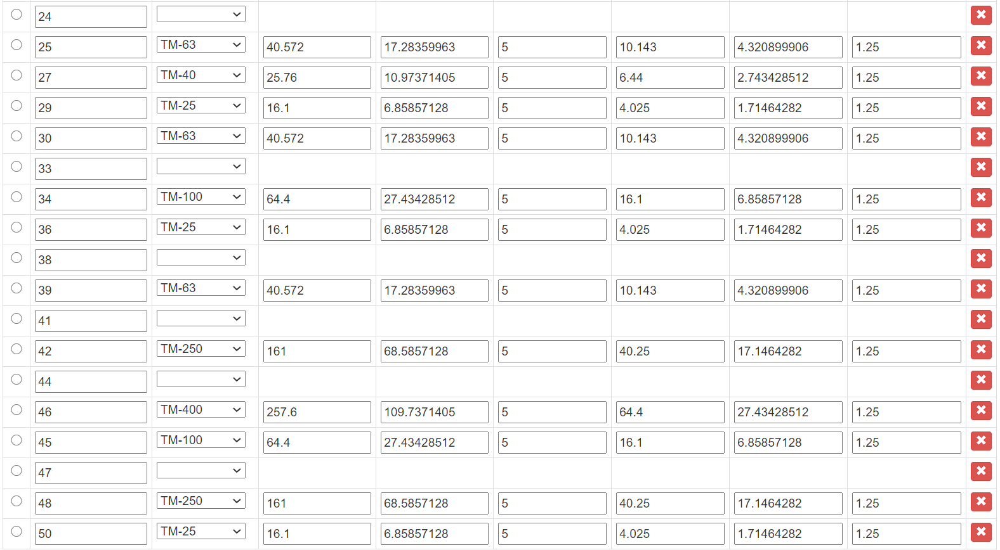 24
25 TM-63 40.572 17.28359963 5 10.143 4.320899906 1.25
27 TM-40 25.76 10.97371405 5 6.44 2.743428512 1.25
29 TM-25 16.1 6.85857128 5 4.025 1.71464282 1.25
30 TM-63 40.572 17.28359963 5 10.143 4.320899906 1.25
33
34 TM-100 64.4 27.43428512 5 16.1 6.85857128 1.25
36 TM-25 16.1 6.85857128 5 4.025 1.71464282 1.25
38
39 TM-63 40.572 17.28359963 5 10.143 4.320899906 1.25
41
42 TM-250 161 68.5857128 5 40.25 17.1464282 1.25
44
46 TM-400 257.6 109.7371405 5 64.4 27.43428512 1.25
45 TM-100 64.4 27.43428512 5 16.1 6.85857128 1.25
47
48 TM-250 161 68.5857128 5 40.25 17.1464282 1.25
50 TM-25 16.1 6.85857128 5 4.025 1.71464282 1.25